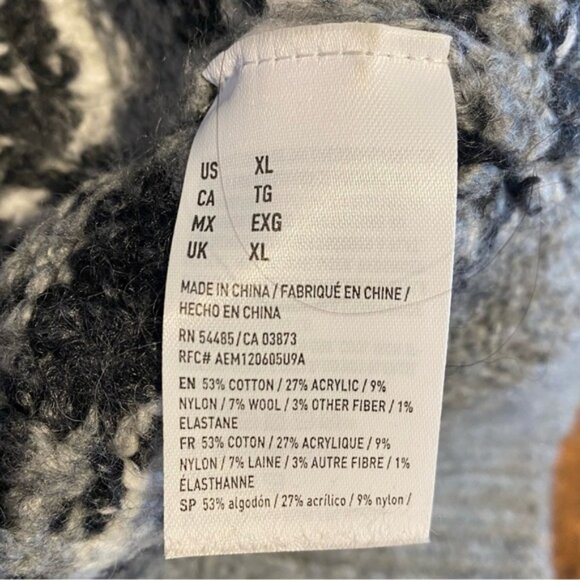 US XL
CA TG
MX EXG
UK XL
MADE IN CHINA / FABRIQUÉ EN CHINE /
HECHO EN CHINA
RN 54485 / CA 03873
RFC# AEM120605U9A
EN 53% COTTON / 27% ACRYLIC / 9%
NYLON / 7% WOOL / 3% OTHER FIBER / 1%
ELASTANE
FR 53% COTON / 27% ACRYLIQUE / 9%
NYLON / 7% LAINE / 3% AUTRE FIBRE / 1%
ÉLASTHANNE
SP 53% algodón / 27% acrílico / 9% nylon /